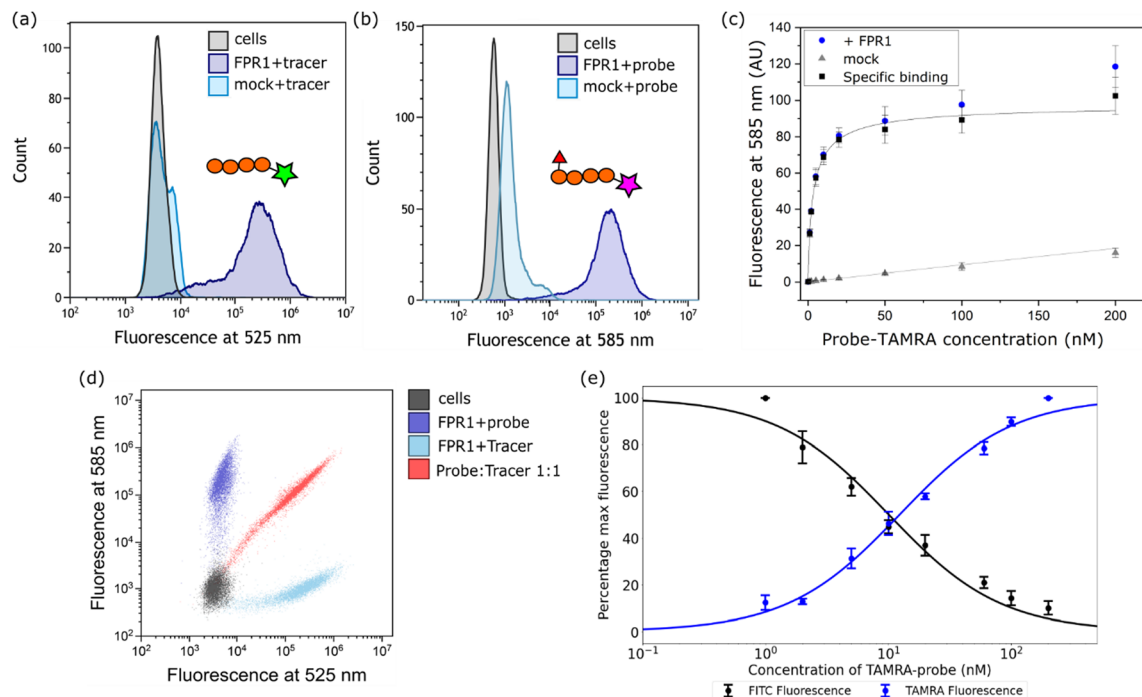 (a)
cells
FPR1+tracer
mock+tracer
Count
100
80
60
40
20
0
10² 10³ 10⁴ 10⁵ 10⁶ 10⁷
Fluorescence at 525 nm
(b)
cells
FPR1+probe
mock+probe
Count
150
100
50
0
10² 10³ 10⁴ 10⁵ 10⁶ 10⁷
Fluorescence at 585 nm
(c)
+ FPR1
mock
Specific binding
Fluorescence at 585 nm (AU)
140
120
100
80
60
40
20
0
0 50 100 150 200
Probe-TAMRA concentration (nM)
(d)
cells
FPR1+probe
FPR1+Tracer
Probe:Tracer 1:1
Fluorescence at 585 nm
10⁷
10⁶
10⁵
10⁴
10³
10²
10² 10³ 10⁴ 10⁵ 10⁶ 10⁷
Fluorescence at 525 nm
(e)
Percentage max fluorescence
100
80
60
40
20
0
10⁻¹ 10⁰ 10¹ 10²
Concentration of TAMRA-probe (nM)
FITC Fluorescence TAMRA Fluorescence